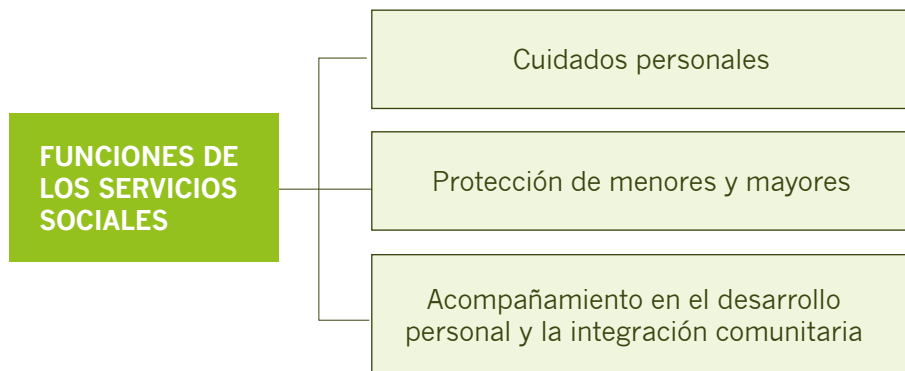 FUNCIONES DE
LOS SERVICIOS
SOCIALES
Cuidados personales
Protección de menores y mayores
Acompañamiento en el desarrollo
personal y la integración comunitaria